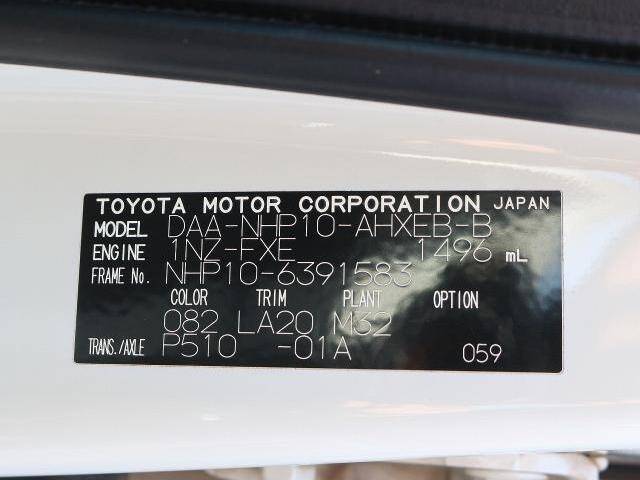 TOYOTA MOTOR CORPORATION JAPAN
MODEL DAA-NHP10-AHXEB-B
ENGINE 1NZ-FXE 1496 mL
FRAME No. NHP10-6391583
COLOR TRIM PLANT OPTION
082 LA20 M32
TRANS./AXLE P510 -01A 059